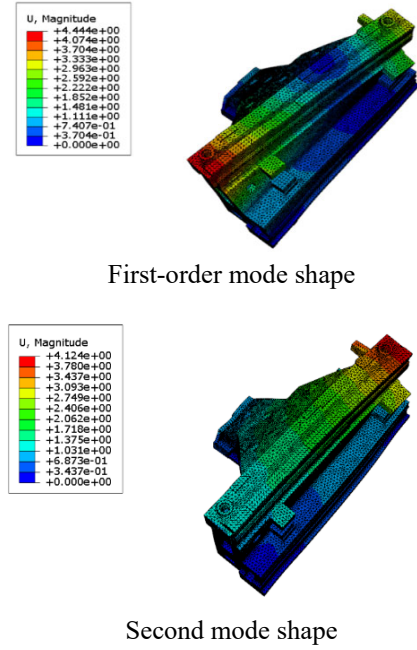 U, Magnitude
+4.444e+00
+4.074e+00
+3.704e+00
+3.333e+00
+2.963e+00
+2.592e+00
+2.222e+00
+1.852e+00
+1.481e+00
+1.111e+00
+7.407e-01
+3.704e-01
+0.000e+00
First-order mode shape
U, Magnitude
+4.124e+00
+3.780e+00
+3.437e+00
+3.093e+00
+2.749e+00
+2.406e+00
+2.062e+00
+1.718e+00
+1.375e+00
+1.031e+00
+6.873e-01
+3.437e-01
+0.000e+00
Second mode shape